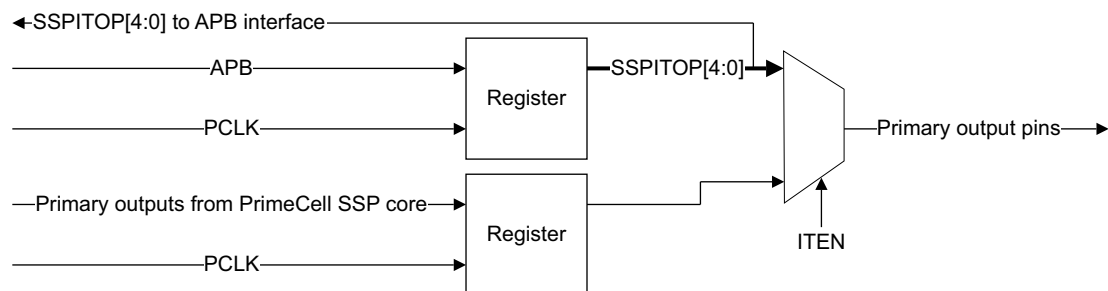 SSPITOP[4:0] to APB interface
APB
SSPITOP[4:0]
Register
PCLK
Primary output pins
Primary outputs from PrimeCell SSP core
Register
ITEN
PCLK